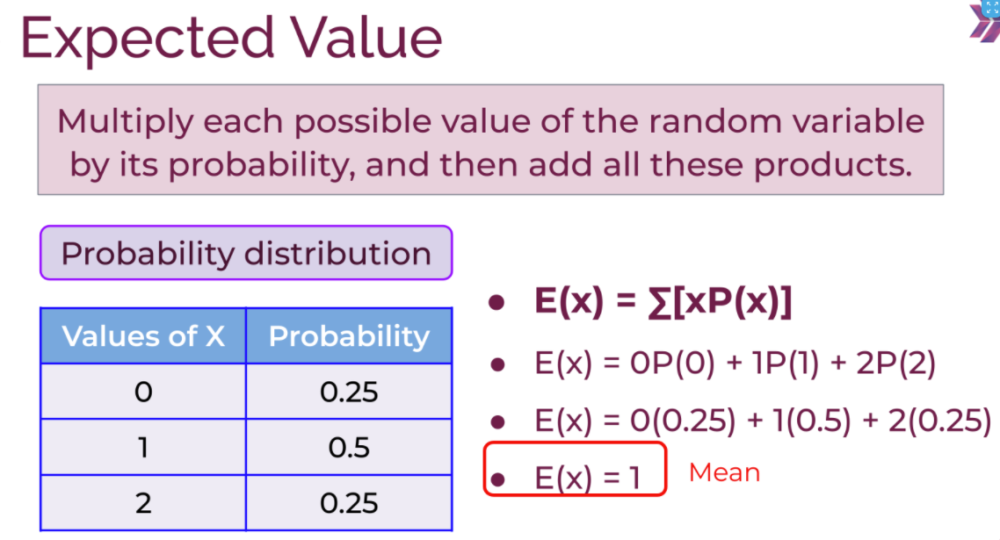 Expected Value
Multiply each possible value of the random variable
by its probability, and then add all these products.
Probability distribution
Values of X Probability
0 0.25
1 0.5
2 0.25
● E(x) = ∑[xP(x)]
● E(x) = 0P(0) + 1P(1) + 2P(2)
● E(x) = 0(0.25) + 1(0.5) + 2(0.25)
● E(x) = 1 Mean